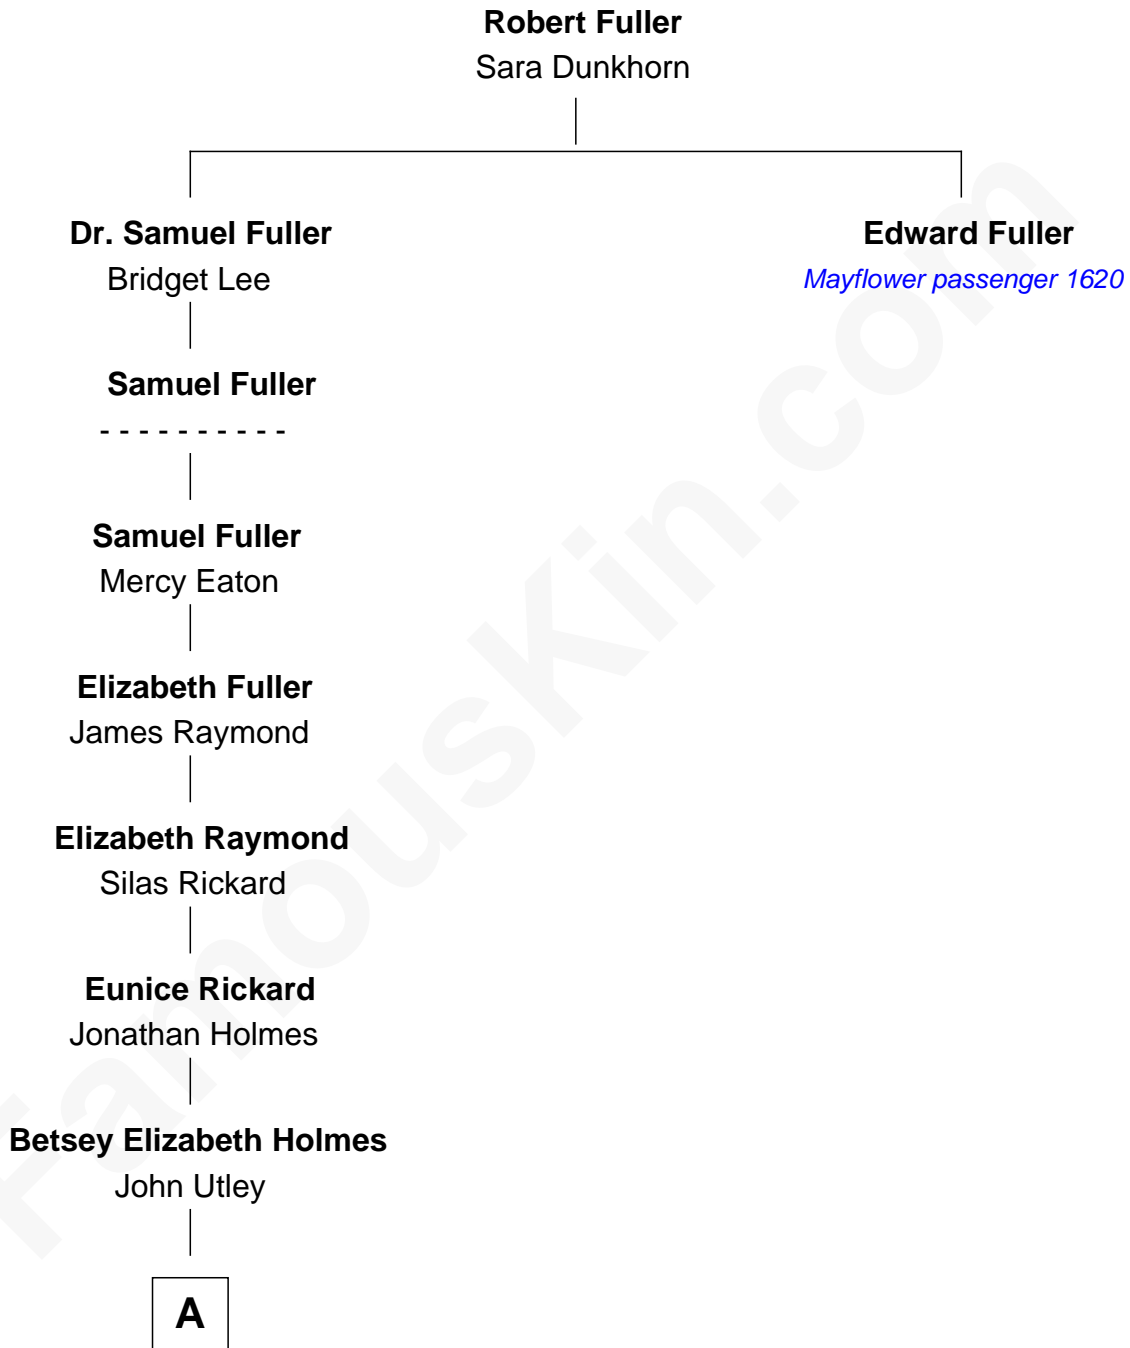 Robert Fuller
Sara Dunkhorn
Dr. Samuel Fuller
Bridget Lee
Edward Fuller
Mayflower passenger 1620
Samuel Fuller
- - - - - - - - - -
Samuel Fuller
Mercy Eaton
Elizabeth Fuller
James Raymond
Elizabeth Raymond
Silas Rickard
Eunice Rickard
Jonathan Holmes
Betsey Elizabeth Holmes
John Utley
A
FamousKin.com